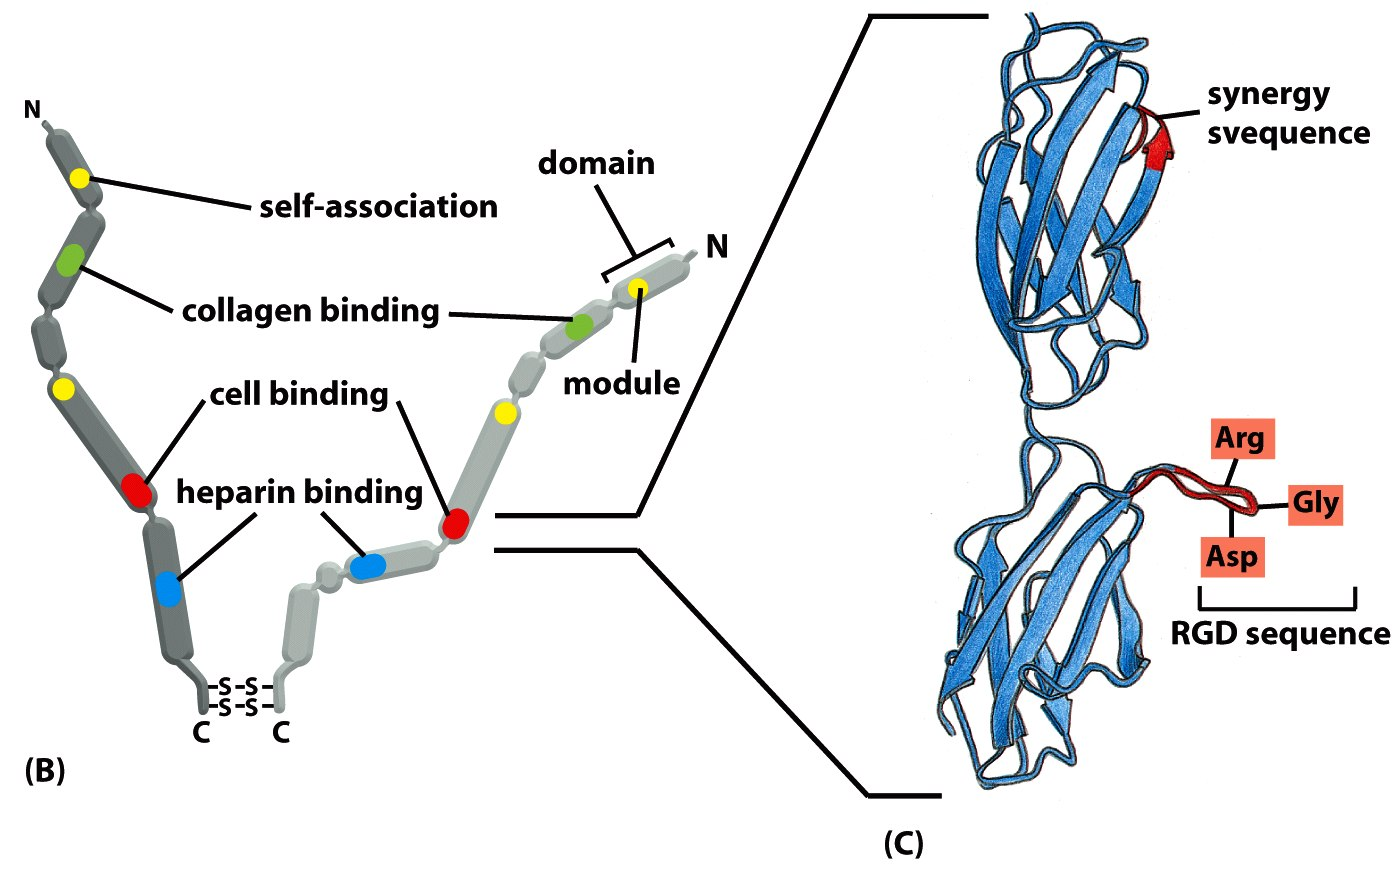 N
self-association
collagen binding
cell binding
heparin binding
domain
N
module
S-S
S-S
C
C
(B)
synergy
svequence
Arg
Gly
Asp
RGD sequence
(C)